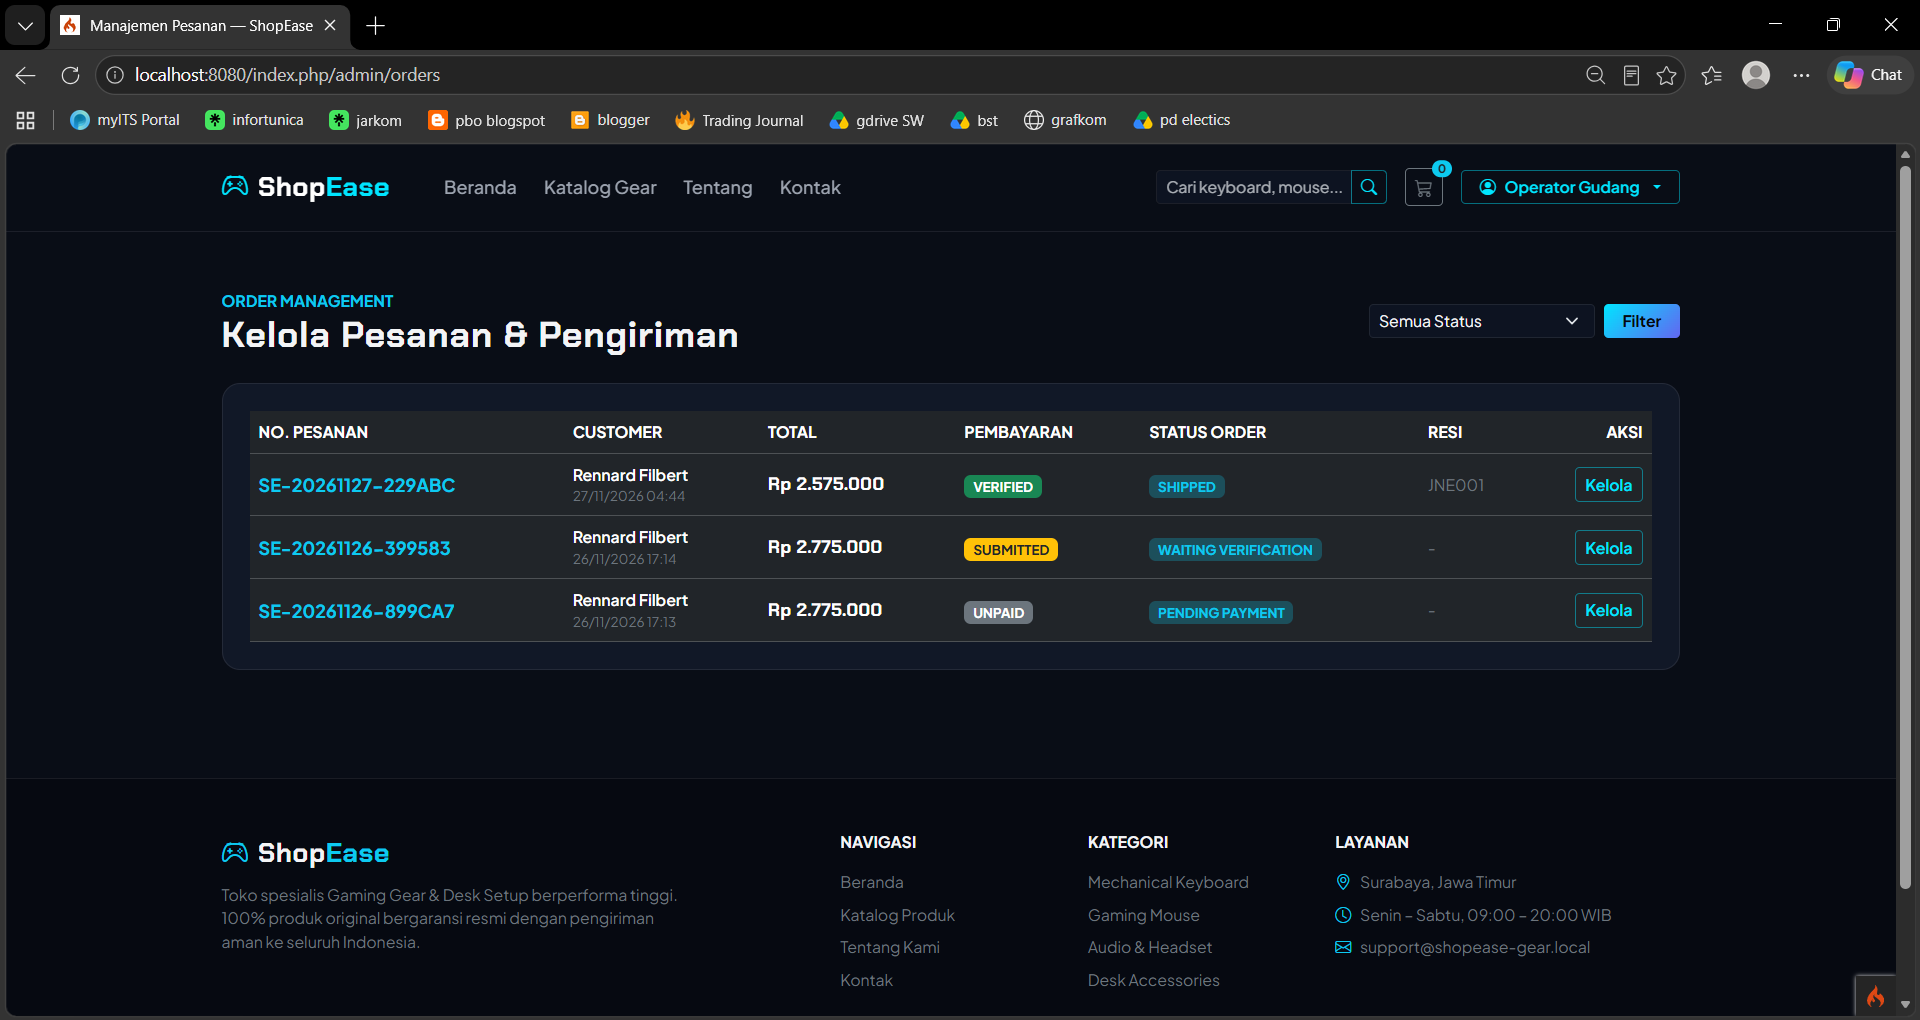 Manajemen Pesanan — ShopEase
localhost:8080/index.php/admin/orders
Chat
myITS Portal
infortunica
jarkom
pbo blogspot
blogger
Trading Journal
gdrive SW
bst
grafkom
pd electics
ShopEase
Beranda
Katalog Gear
Tentang
Kontak
Cari keyboard, mouse...
0
Operator Gudang
ORDER MANAGEMENT
Kelola Pesanan & Pengiriman
Semua Status
Filter
NO. PESANAN CUSTOMER TOTAL PEMBAYARAN STATUS ORDER RESI AKSI
SE-20261127-229ABC Rennard FIlbert Rp 2.575.000 VERIFIED SHIPPED JNE001 Kelola
27/11/2026 04:44
SE-20261126-399583 Rennard FIlbert Rp 2.775.000 SUBMITTED WAITING VERIFICATION - Kelola
26/11/2026 17:14
SE-20261126-899CA7 Rennard FIlbert Rp 2.775.000 UNPAID PENDING PAYMENT - Kelola
26/11/2026 17:13
ShopEase
Toko spesialis Gaming Gear & Desk Setup berperforma tinggi.
100% produk original bergaransi resmi dengan pengiriman
aman ke seluruh Indonesia.
NAVIGASI
Beranda
Katalog Produk
Tentang Kami
Kontak
KATEGORI
Mechanical Keyboard
Gaming Mouse
Audio & Headset
Desk Accessories
LAYANAN
Surabaya, Jawa Timur
Senin – Sabtu, 09:00 – 20:00 WIB
support@shopease-gear.local